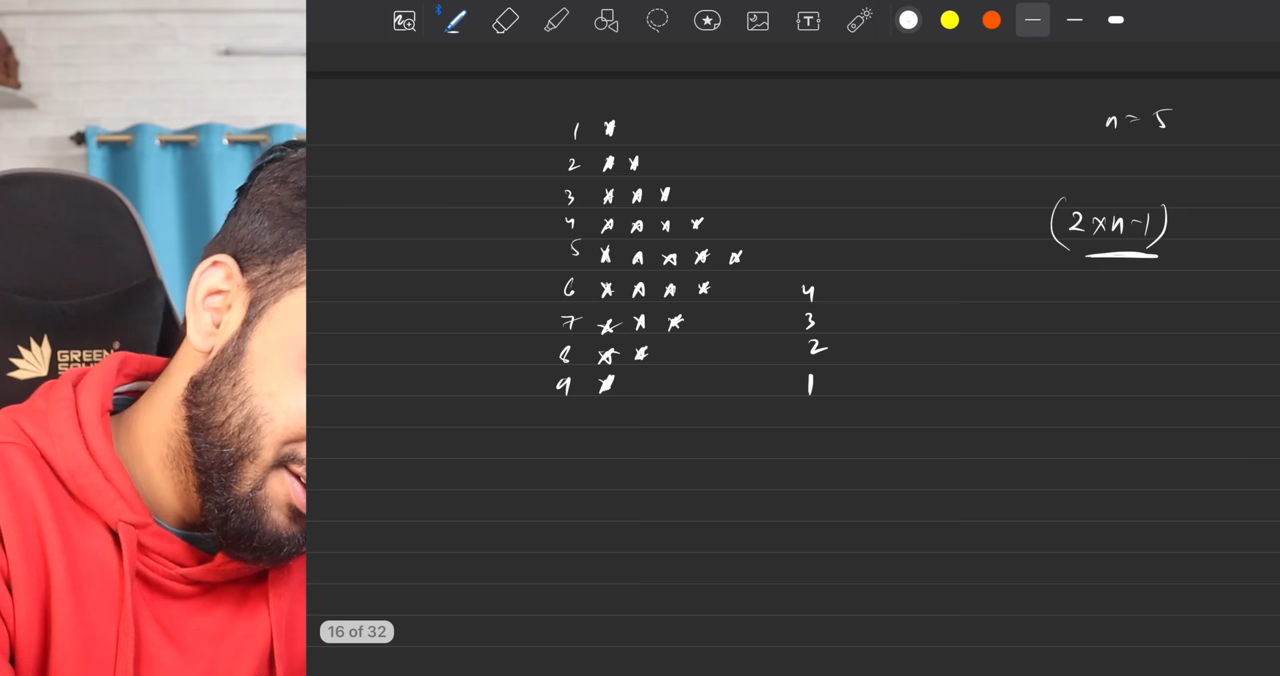 n = 5
1 *
2 * *
3 * * *
4 * * * *
5 * * * * *
(2 x n - 1)
6 * * * * 4
7 * * * 3
8 * * 2
9 * 1
GREEN
16 of 32